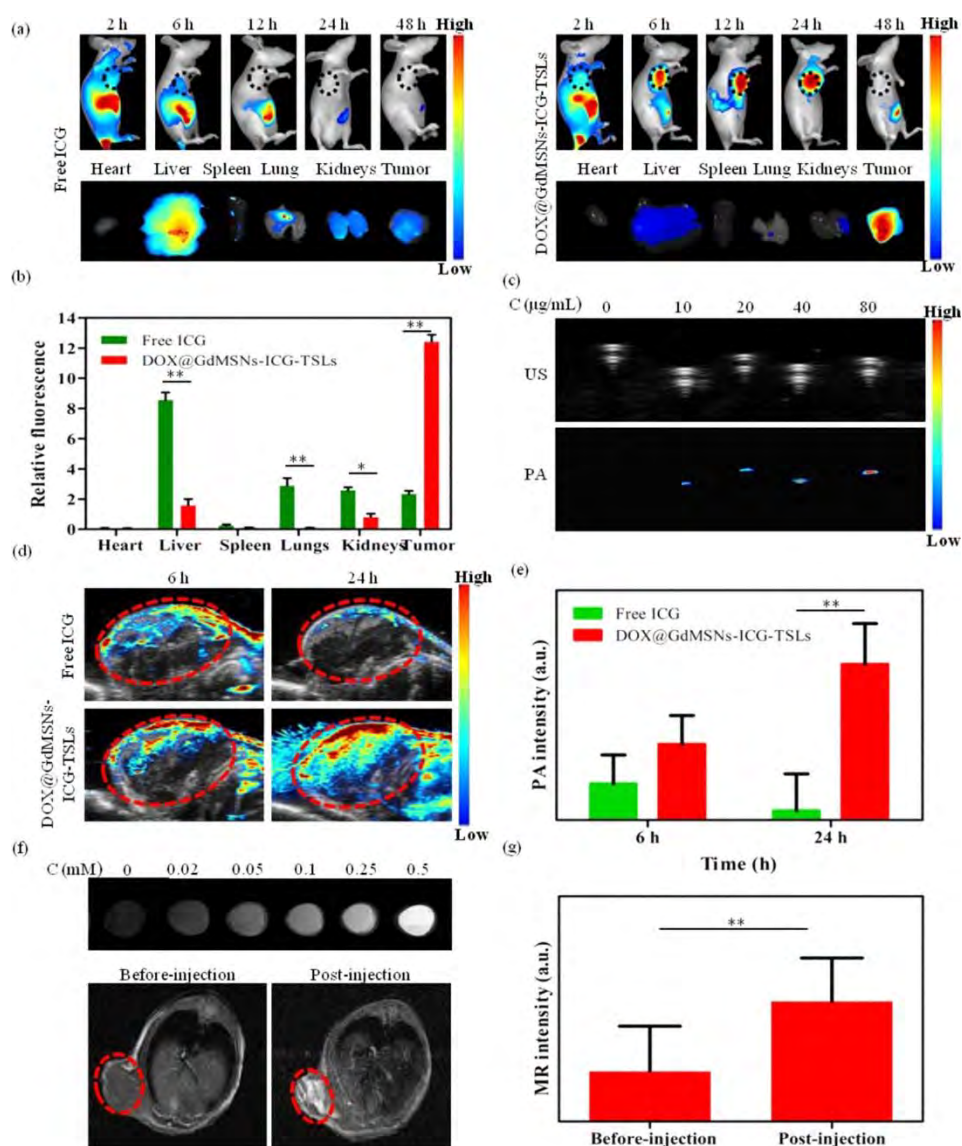 (a)
2 h 6 h 12 h 24 h 48 h High
Free ICG
Heart Liver Spleen Lung Kidneys Tumor
Low
2 h 6 h 12 h 24 h 48 h High
DOX@GdMSNs-ICG-TSLs
Heart Liver Spleen Lung Kidneys Tumor
Low
(b)
14
12
10
8
6
4
2
0
Relative fluorescence
Free ICG
DOX@GdMSNs-ICG-TSLs
**
**
*
**
Heart Liver Spleen Lungs Kidneys Tumor
(c)
C (μg/mL) 0 10 20 40 80 High
US
PA
Low
(d)
6 h 24 h High
Free ICG
DOX@GdMSNs-
ICG-TSLs
Low
(e)
PA intensity (a.u.)
Free ICG
DOX@GdMSNs-ICG-TSLs
**
6 h 24 h
Time (h)
(f)
C (mM) 0 0.02 0.05 0.1 0.25 0.5
Before-injection Post-injection
(g)
MR intensity (a.u.)
**
Before-injection Post-injection